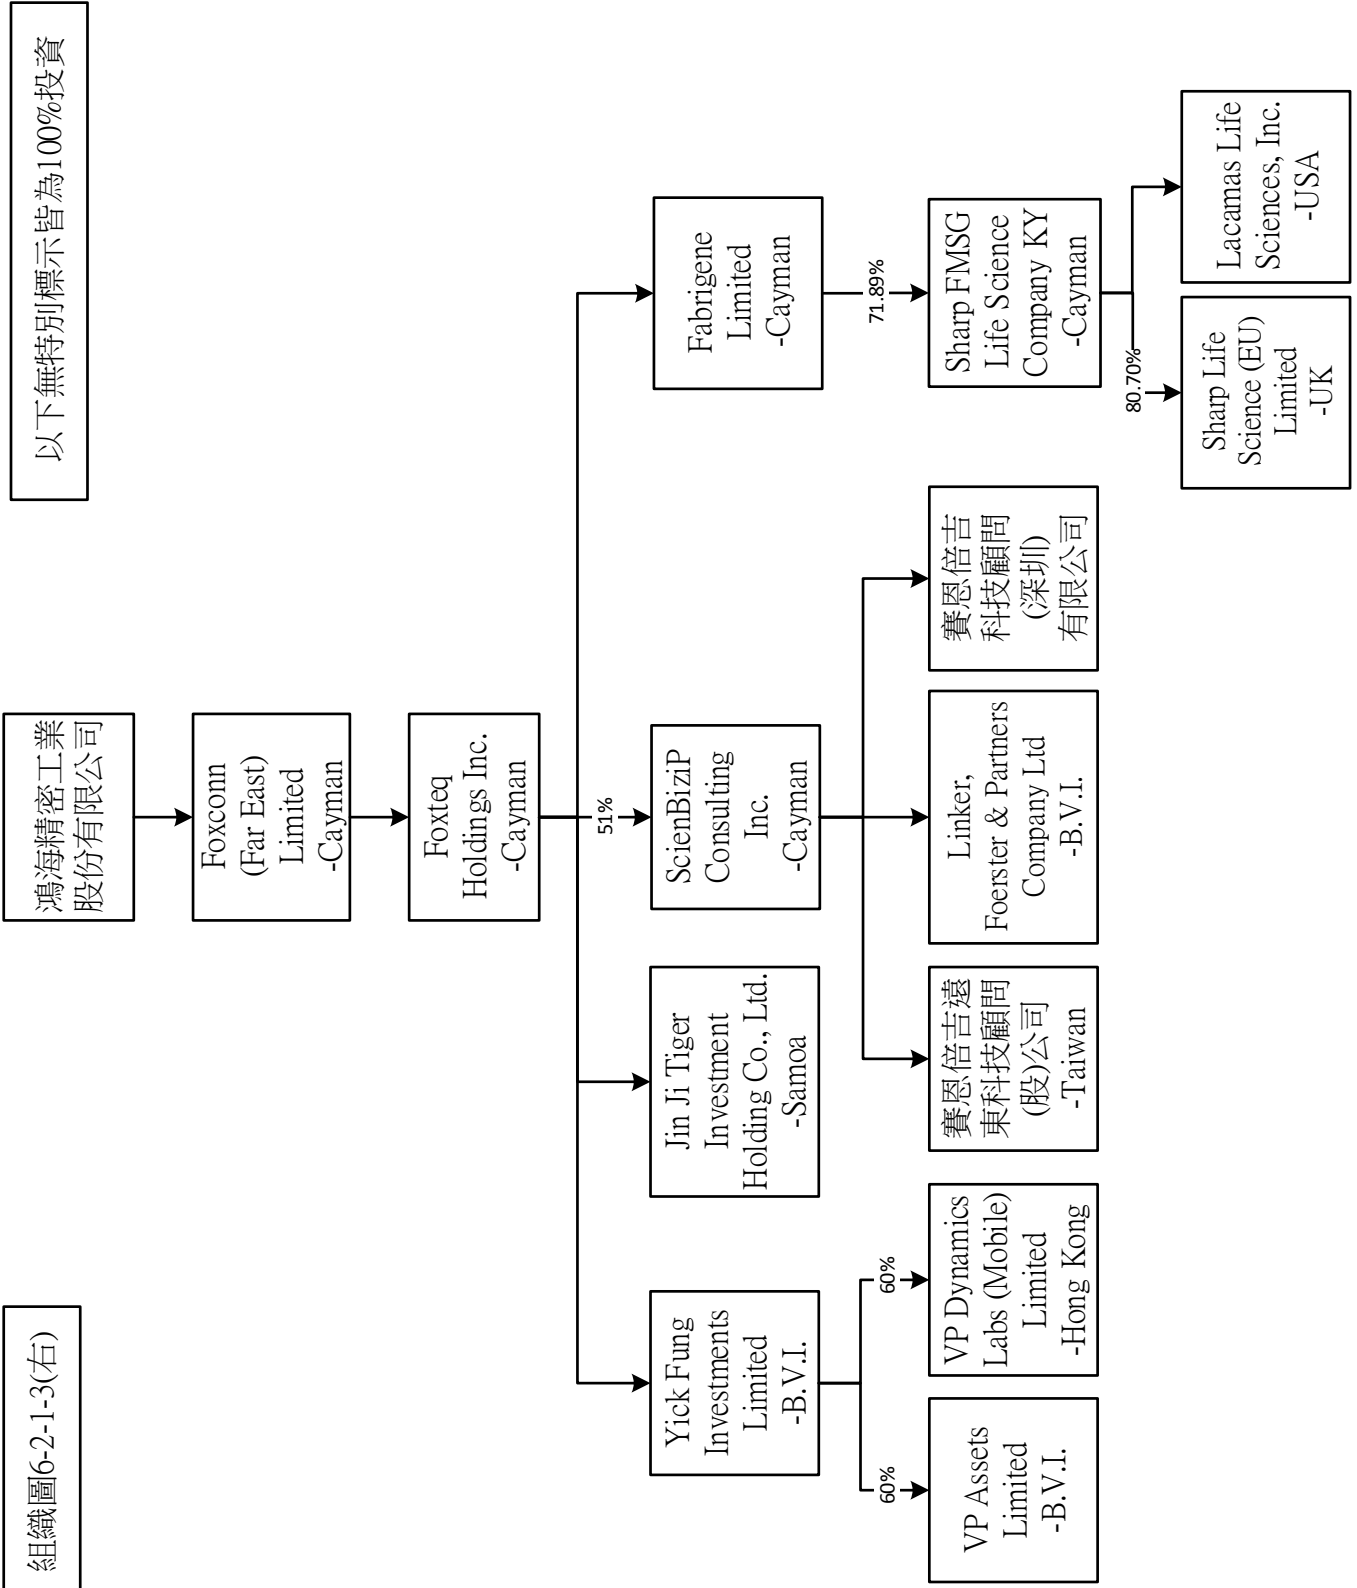 組織圖6-2-1-3(右)
以下無特別標示皆為100%投資
鴻海精密工業
股份有限公司
Foxconn
(Far East)
Limited
-Cayman
Foxteq
Holdings Inc.
-Cayman
51%
Yick Fung
Investments
Limited
-B.V.I.
Jin Ji Tiger
Investment
Holding Co., Ltd.
-Samoa
ScienBiziP
Consulting
Inc.
-Cayman
Fabrigene
Limited
-Cayman
60%
60%
71.89%
VP Assets
Limited
-B.V.I.
VP Dynamics
Labs (Mobile)
Limited
-Hong Kong
賽恩倍吉遠
東科技顧問
(股)公司
-Taiwan
Linker,
Foerster & Partners
Company Ltd
-B.V.I.
賽恩倍吉
科技顧問
(深圳)
有限公司
Sharp FMSG
Life Science
Company KY
-Cayman
80.70%
Sharp Life
Science (EU)
Limited
-UK
Lacamas Life
Sciences, Inc.
-USA